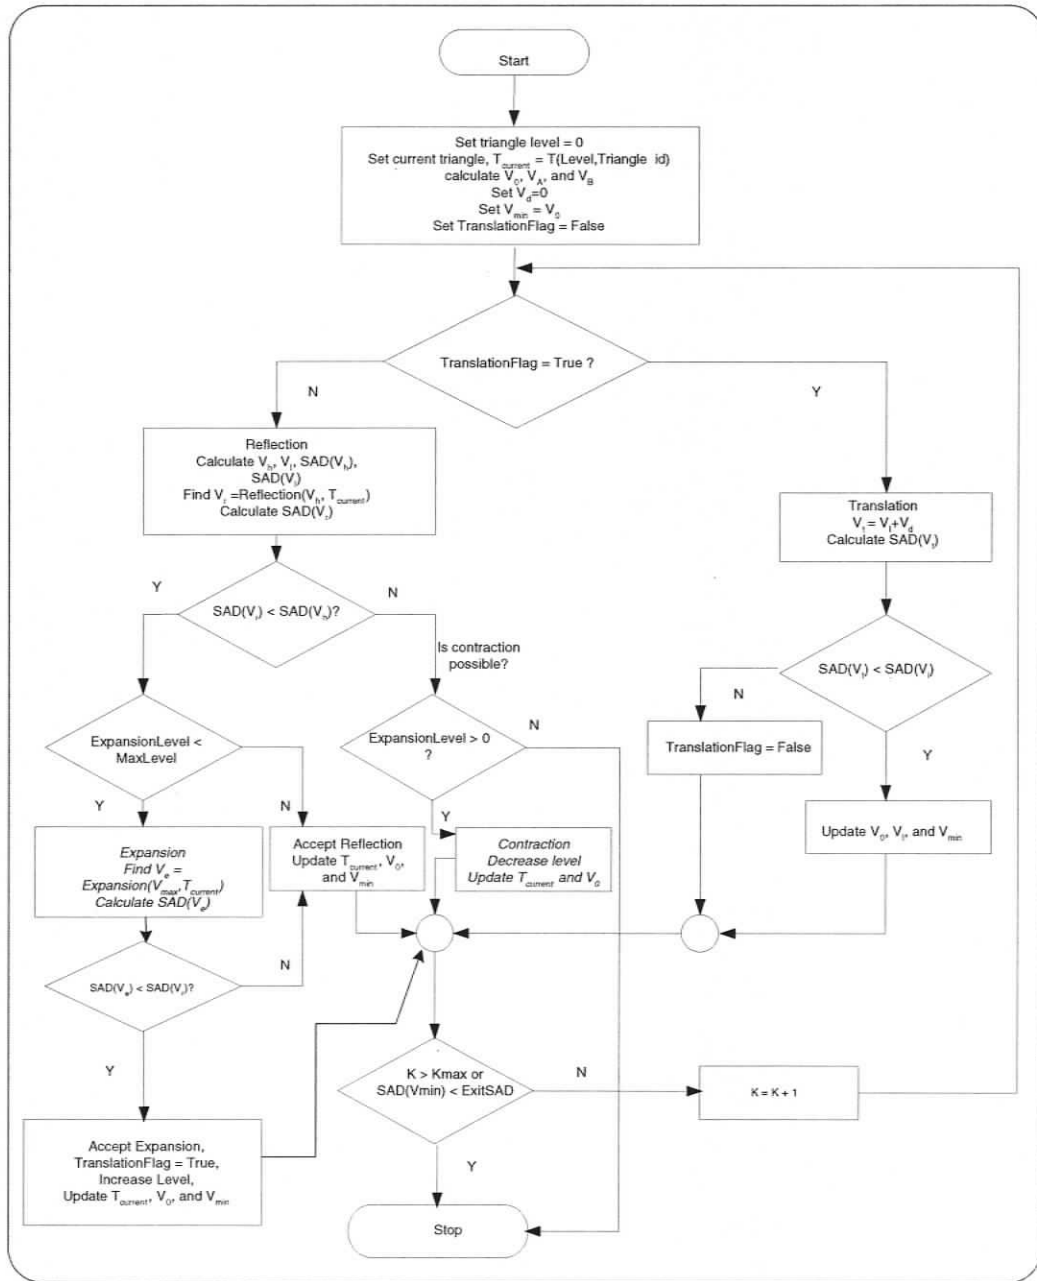 Start
Set triangle level = 0
Set current triangle, T_current = T{Level,Triangle id}
calculate V_0, V_A, and V_B
Set V_d=0
Set V_min = V_0
Set TranslationFlag = False
TranslationFlag = True ?
N
Y
Reflection
Calculate V_h, V_l, SAD(V_h),
SAD(V_l)
Find V_r =Reflection(V_h, T_current)
Calculate SAD(V_r)
Translation
V_t = V_l+V_d
Calculate SAD(V_t)
Y
N
SAD(V_r) < SAD(V_h)?
Is contraction
possible?
SAD(V_t) < SAD(V_l)
N
N
ExpansionLevel <
MaxLevel
ExpansionLevel > 0
?
TranslationFlag = False
Y
Y
N
Y
Update V_0, V_l, and V_min
Expansion
Find V_e =
Expansion(V_max, T_current)
Calculate SAD(V_e)
Accept Reflection
Update T_current, V_0,
and V_min
Contraction
Decrease level
Update T_current and V_0
N
SAD(V_e) < SAD(V_r)?
Y
K > Kmax or
SAD(Vmin) < ExitSAD
N
K = K + 1
Accept Expansion,
TranslationFlag = True,
Increase Level,
Update T_current, V_0, and V_min
Y
Stop